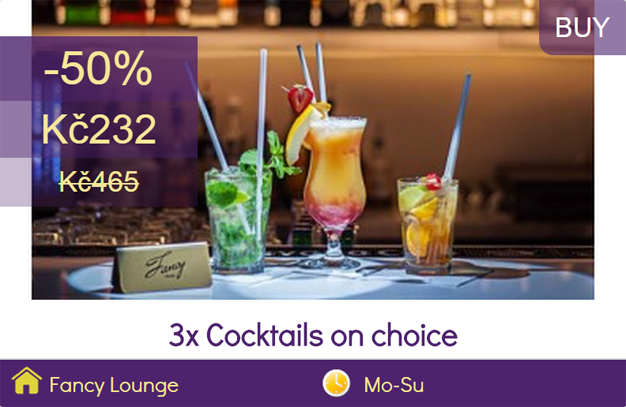 BUY
-50%
Kč232
Kč465
Fancy
3x Cocktails on choice
Fancy Lounge
Mo-Su